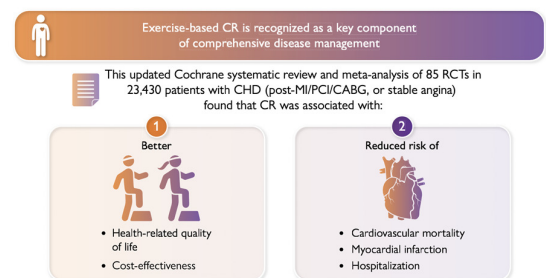 Exercise-based CR is recognized as a key component
of comprehensive disease management
This updated Cochrane systematic review and meta-analysis of 85 RCTs in
23,430 patients with CHD (post-MI/PCI/CABG, or stable angina)
found that CR was associated with:
1
Better
• Health-related quality
of life
• Cost-effectiveness
2
Reduced risk of
• Cardiovascular mortality
• Myocardial infarction
• Hospitalization